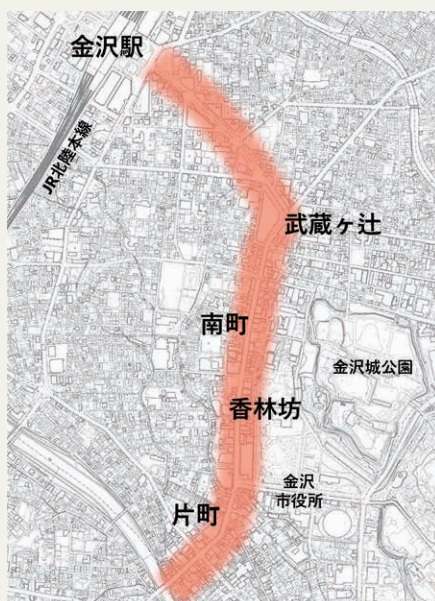 金沢駅
JR北陸本線
武蔵ヶ辻
南町
金沢城公園
香林坊
金沢
市役所
片町